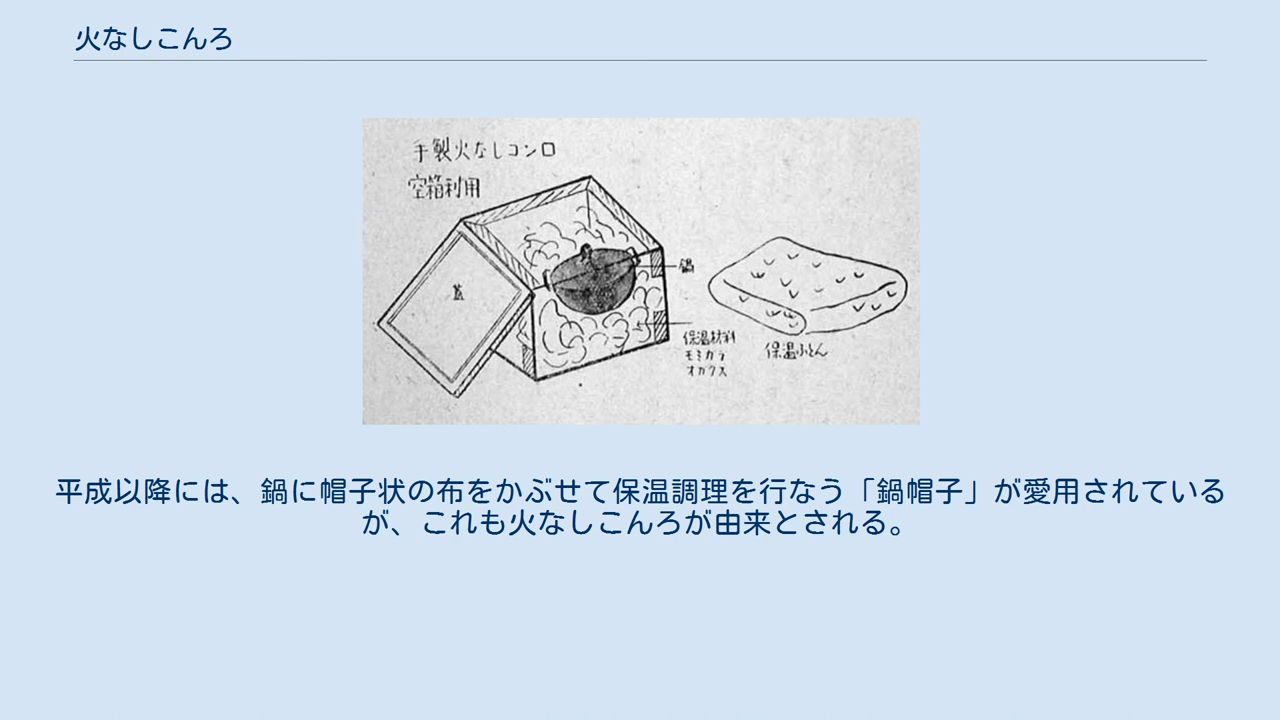 火なしこんろ
手製火なしコンロ
空箱利用
蓋
鍋
保温材料
モミガラ
オガクズ
保温ふとん
平成以降には、鍋に帽子状の布をかぶせて保温調理を行なう「鍋帽子」が愛用されている
が、これも火なしこんろが由来とされる。